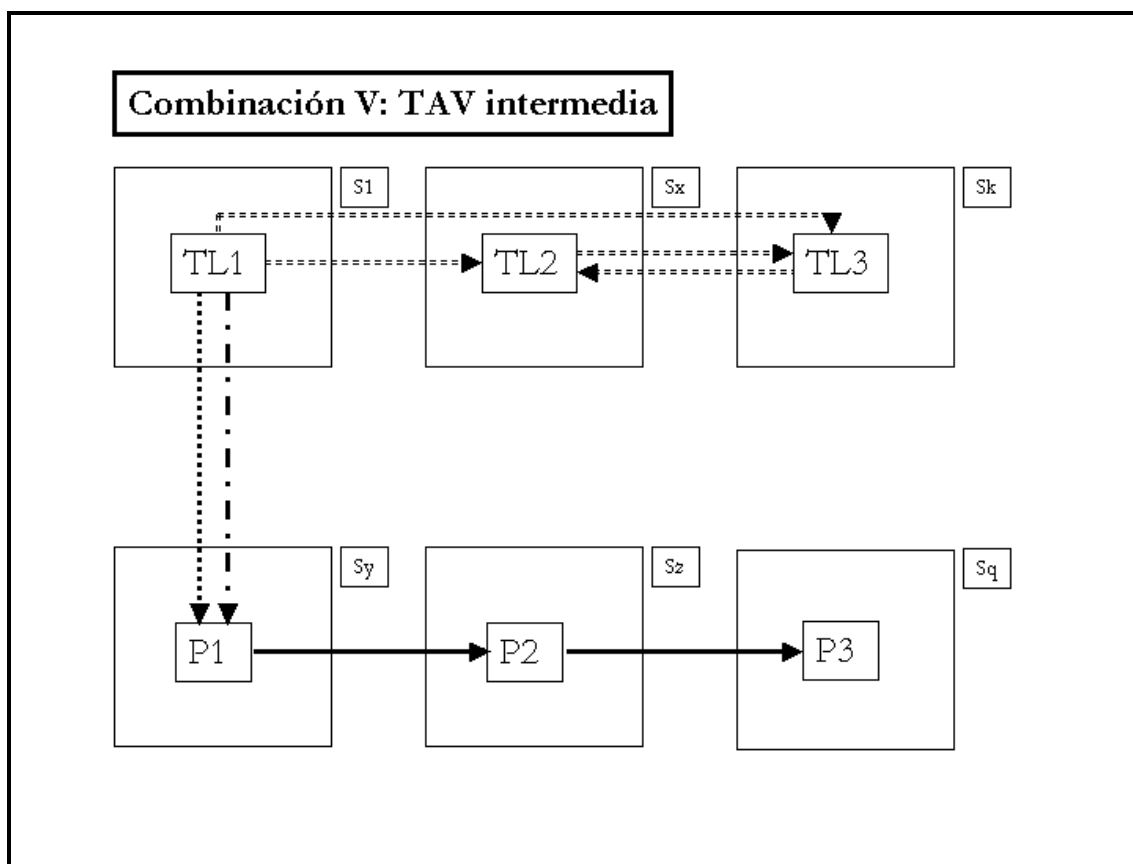 Combinación V: TAV intermedia
S1
Sx
Sk
TL1
TL2
TL3
Sy
Sz
Sq
P1
P2
P3